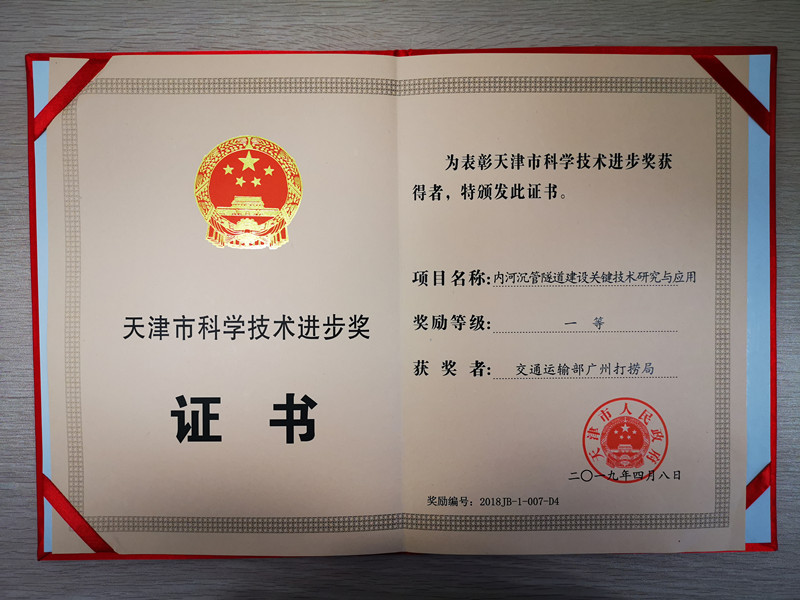 天津市科学技术进步奖
证 书
为表彰天津市科学技术进步奖获
得者，特颁发此证书。
项目名称:内河沉管隧道建设关键技术研究与应用
奖励等级: 一 等
获 奖 者: 交通运输部广州打捞局
天津市人民政府
二〇一九年四月八日
奖励编号：2018JB-1-007-D4